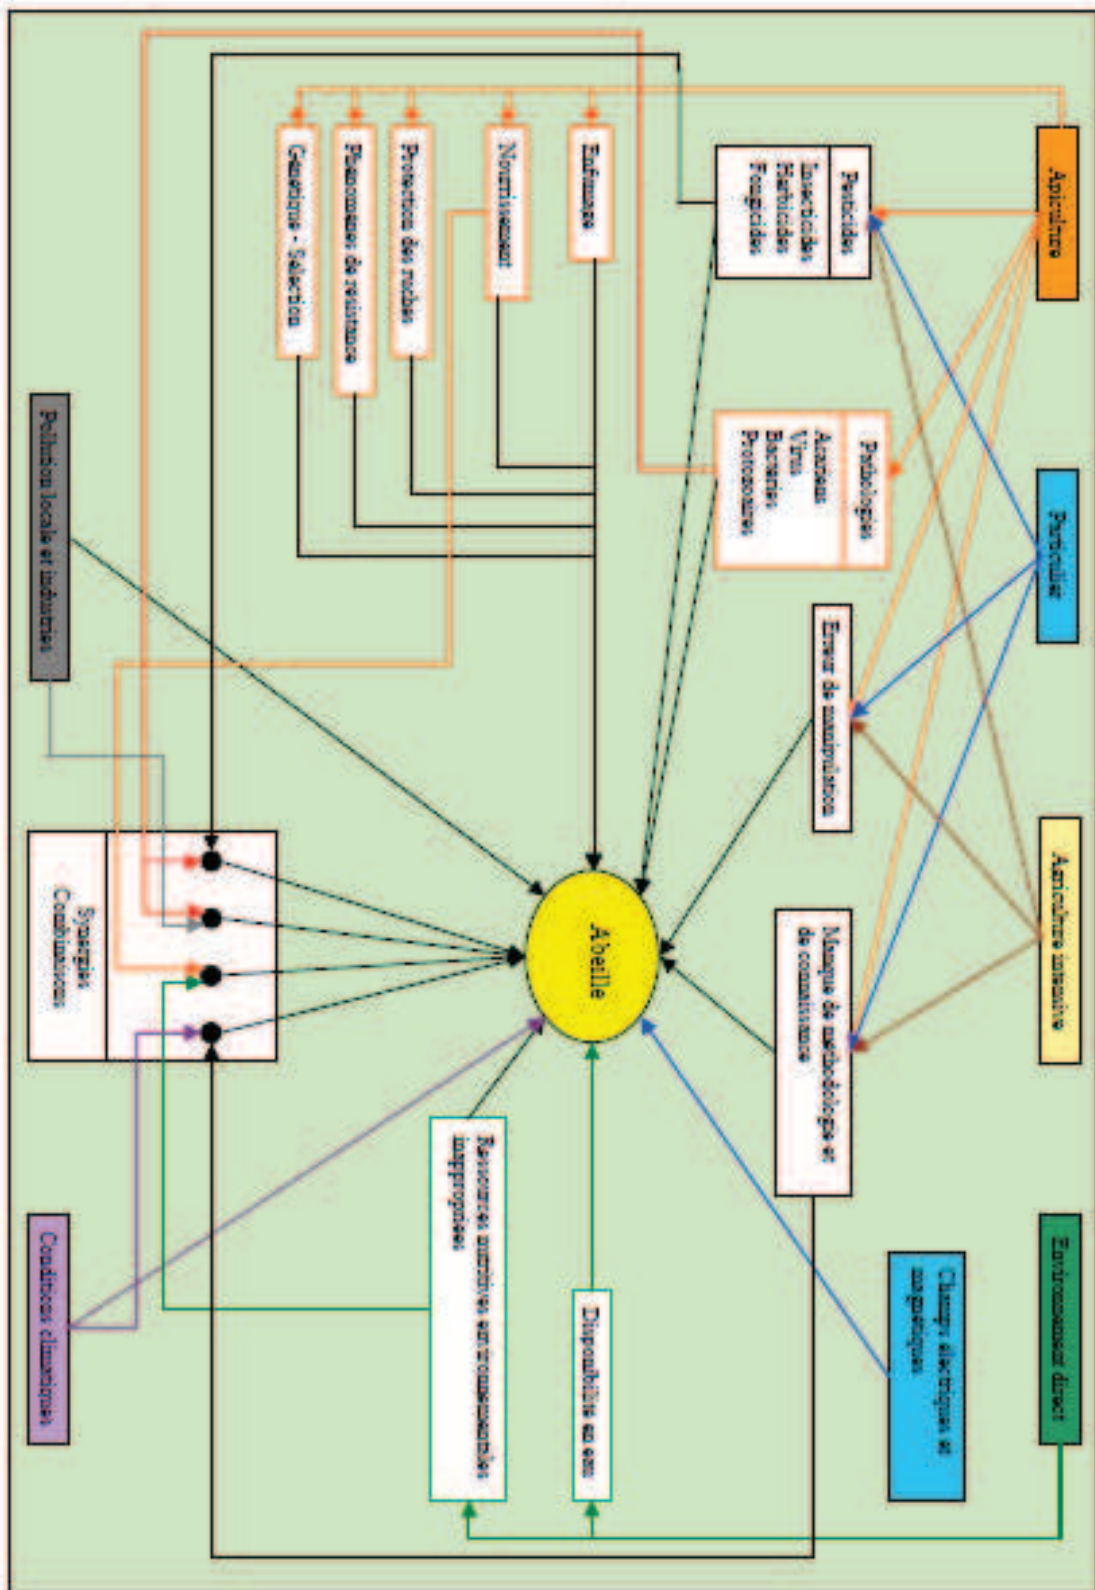 Apiculture
Particulier
Agriculture intensive
Environnement direct
Champs électriques et
magnétiques
Pesticides
Insecticides
Herbicides
Fongicides
Pathologies
Acariens
Virus
Bactéries
Protozoaires
Erreur de manipulation
Manque de méthodologie et
de connaissance
Enfumage
Nourrissement
Protection des ruches
Phénomènes de résistance
Génétique - Sélection
Abeille
Disponibilité en eau
Ressources nutritives environnementales
inappropriées
Pollution locale et industries
Synergies
Combinaisons
Conditions climatiques